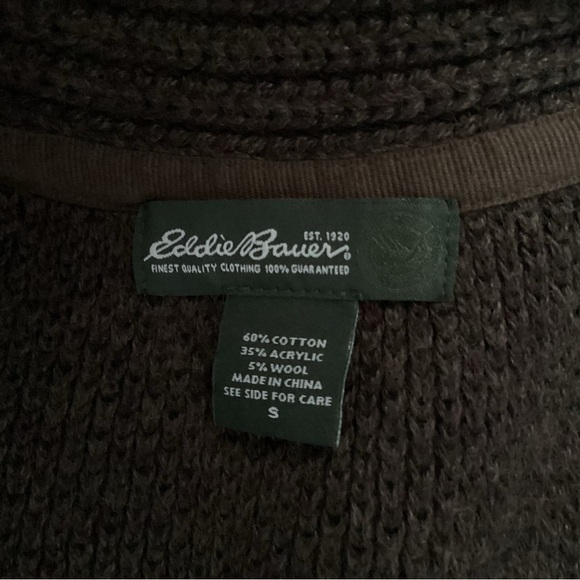 EST. 1920
Eddie Bauer®
FINEST QUALITY CLOTHING 100% GUARANTEED
60% COTTON
35% ACRYLIC
5% WOOL
MADE IN CHINA
SEE SIDE FOR CARE
S